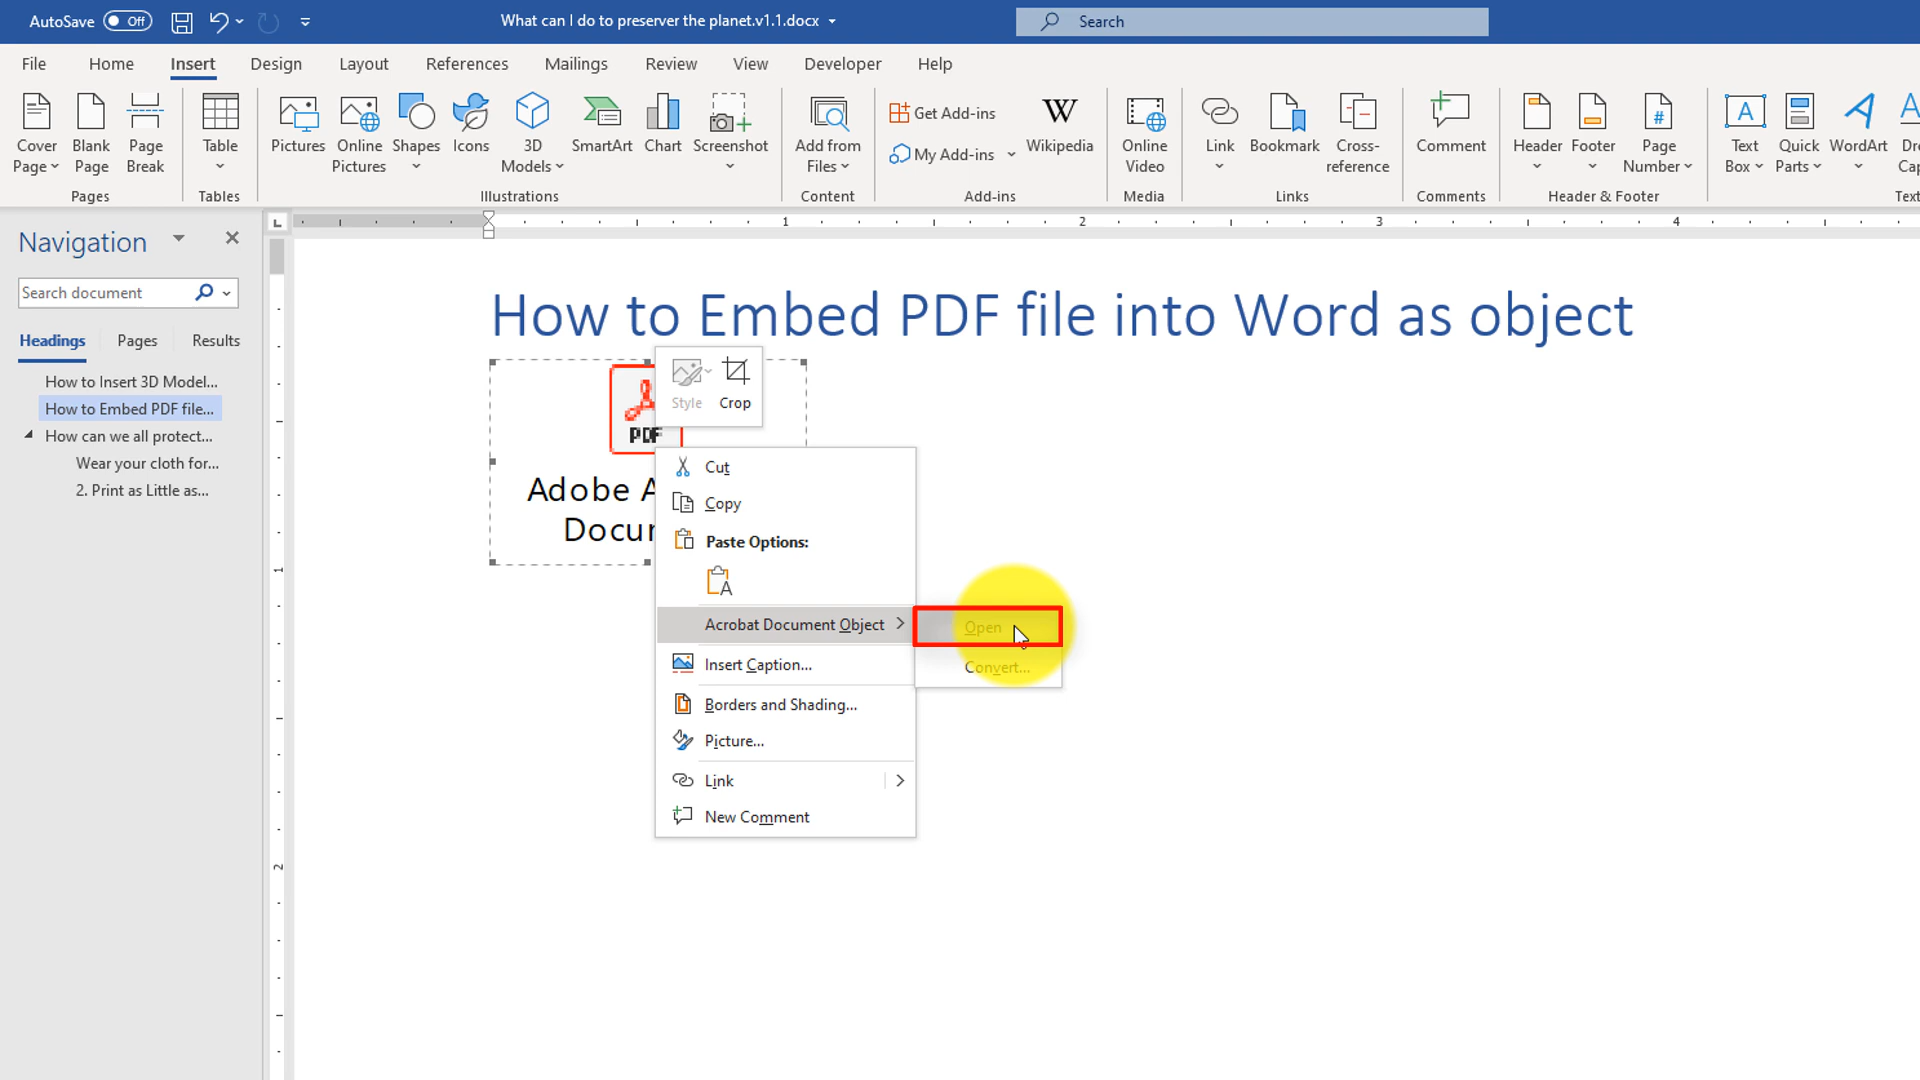 AutoSave Off What can I do to preserver the planet.v1.1.docx Search
File Home Insert Design Layout References Mailings Review View Developer Help
Cover Page
Blank Page
Page Break
Pages
Table
Tables
Pictures
Online Pictures
Shapes
Icons
3D Models
SmartArt
Chart
Screenshot
Illustrations
Add from Files
Content
Get Add-ins
My Add-ins
W
Wikipedia
Add-ins
Online Video
Media
Link
Bookmark
Cross-reference
Links
Comment
Comments
Header
Footer
#
Page Number
Header & Footer
A
Text Box
Quick Parts
A
WordArt
Navigation
Search document
Headings Pages Results
How to Insert 3D Model...
How to Embed PDF file...
How can we all protect...
Wear your cloth for...
2. Print as Little as...
L 1 2 3 4
1
2
How to Embed PDF file into Word as object
PDF
Adobe
Docu
Style Crop
Cut
Copy
Paste Options:
A
Acrobat Document Object
Open
Convert...
Insert Caption...
Borders and Shading...
Picture...
Link
New Comment